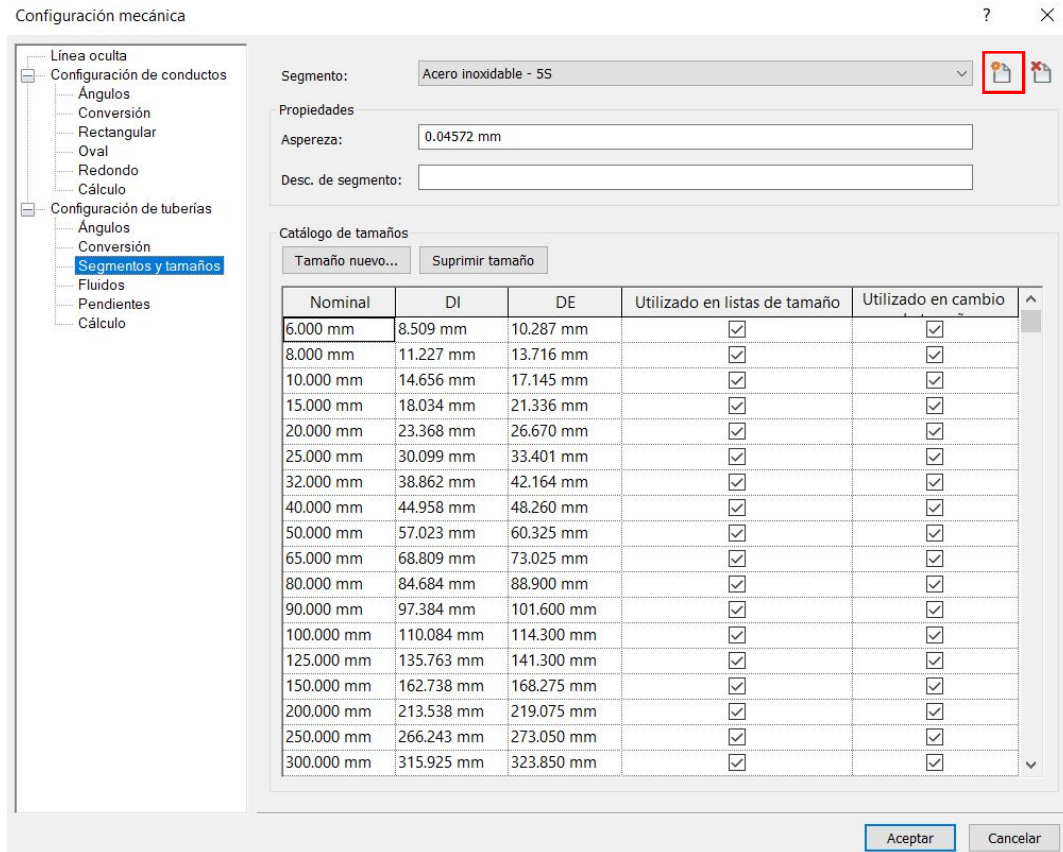 Configuración mecánica ?
Línea oculta
Configuración de conductos
Ángulos
Conversión
Rectangular
Oval
Redondo
Cálculo
Configuración de tuberías
Ángulos
Conversión
Segmentos y tamaños
Fluidos
Pendientes
Cálculo
Segmento: Acero inoxidable - 5S
Propiedades
Aspereza: 0.04572 mm
Desc. de segmento:
Catálogo de tamaños
Tamaño nuevo... Suprimir tamaño
Nominal DI DE Utilizado en listas de tamaño Utilizado en cambio
6.000 mm 8.509 mm 10.287 mm
8.000 mm 11.227 mm 13.716 mm
10.000 mm 14.656 mm 17.145 mm
15.000 mm 18.034 mm 21.336 mm
20.000 mm 23.368 mm 26.670 mm
25.000 mm 30.099 mm 33.401 mm
32.000 mm 38.862 mm 42.164 mm
40.000 mm 44.958 mm 48.260 mm
50.000 mm 57.023 mm 60.325 mm
65.000 mm 68.809 mm 73.025 mm
80.000 mm 84.684 mm 88.900 mm
90.000 mm 97.384 mm 101.600 mm
100.000 mm 110.084 mm 114.300 mm
125.000 mm 135.763 mm 141.300 mm
150.000 mm 162.738 mm 168.275 mm
200.000 mm 213.538 mm 219.075 mm
250.000 mm 266.243 mm 273.050 mm
300.000 mm 315.925 mm 323.850 mm
Aceptar Cancelar